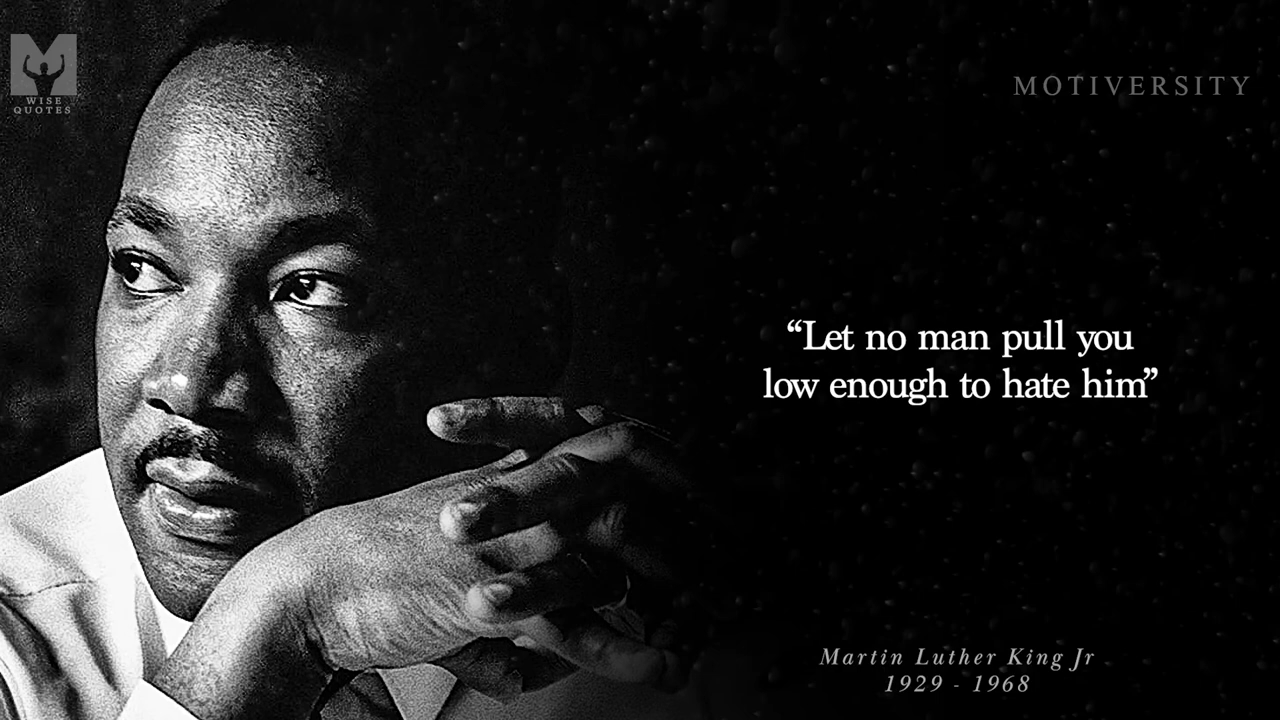 M
WISE
QUOTES
MOTIVERSITY
“Let no man pull you
low enough to hate him”
Martin Luther King Jr
1929 - 1968